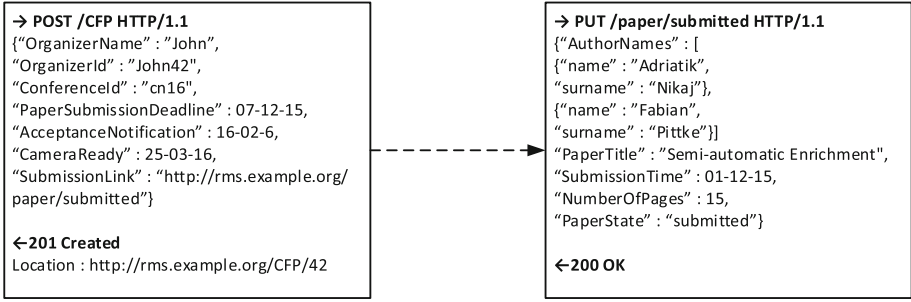 → POST /CFP HTTP/1.1
{“OrganizerName” : ”John”,
“OrganizerId” : ”John42",
“ConferenceId” : ”cn16”,
“PaperSubmissionDeadline” : 07-12-15,
“AcceptanceNotification” : 16-02-6,
“CameraReady” : 25-03-16,
“SubmissionLink” : “http://rms.example.org/
paper/submitted”}
←201 Created
Location : http://rms.example.org/CFP/42
→ PUT /paper/submitted HTTP/1.1
{“AuthorNames” : [
{“name” : ”Adriatik”,
“surname” : “Nikaj”},
{“name” : ”Fabian”,
“surname” : “Pittke”}]
“PaperTitle” : ”Semi-automatic Enrichment",
“SubmissionTime” : 01-12-15,
“NumberOfPages” : 15,
“PaperState” : “submitted”}
←200 OK